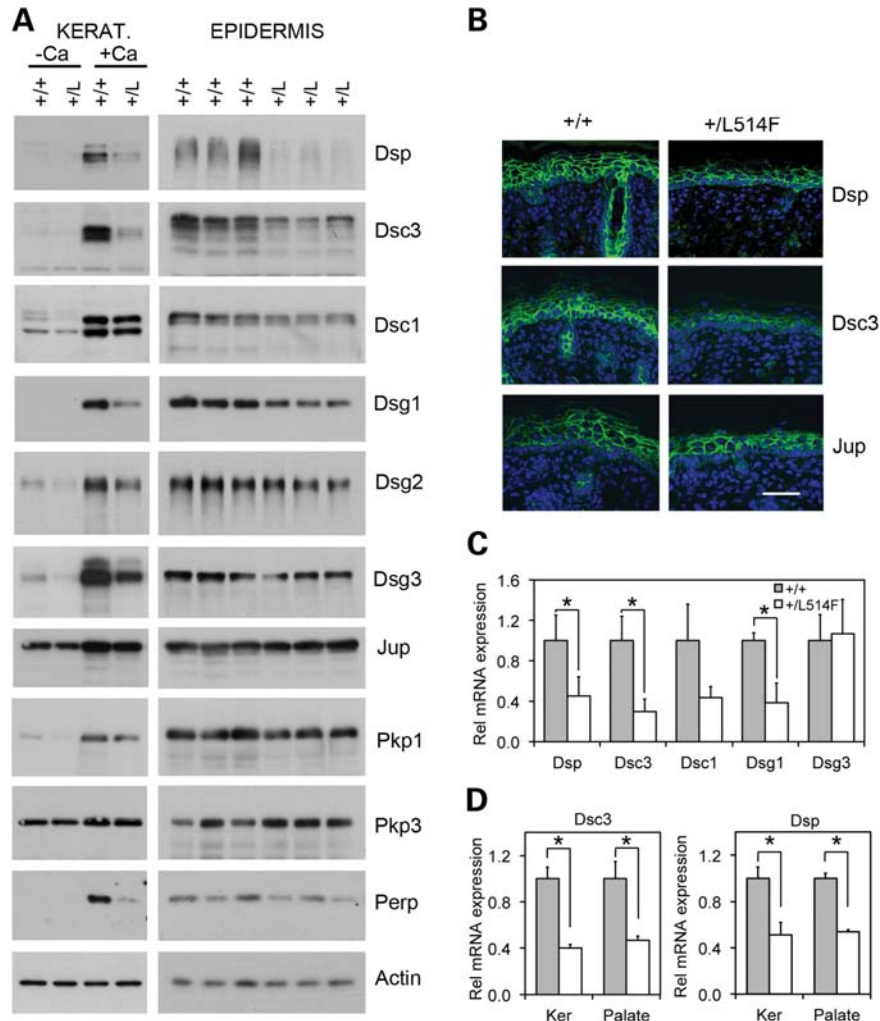 A
KERAT. EPIDERMIS
-Ca +Ca
+/+ +/L +/+ +/L +/+ +/+ +/+ +/L +/L +/L
Dsp
Dsc3
Dsc1
Dsg1
Dsg2
Dsg3
Jup
Pkp1
Pkp3
Perp
Actin
B
+/+ +/L514F
Dsp
Dsc3
Jup
C
Rel mRNA expression
1.6
1.2
0.8
0.4
0.0
+/+
+/L514F
* * *
Dsp Dsc3 Dsc1 Dsg1 Dsg3
D
Dsc3
Rel mRNA expression
1.2
0.8
0.4
0
* *
Ker Palate
Dsp
Rel mRNA expression
1.2
0.8
0.4
0
* *
Ker Palate